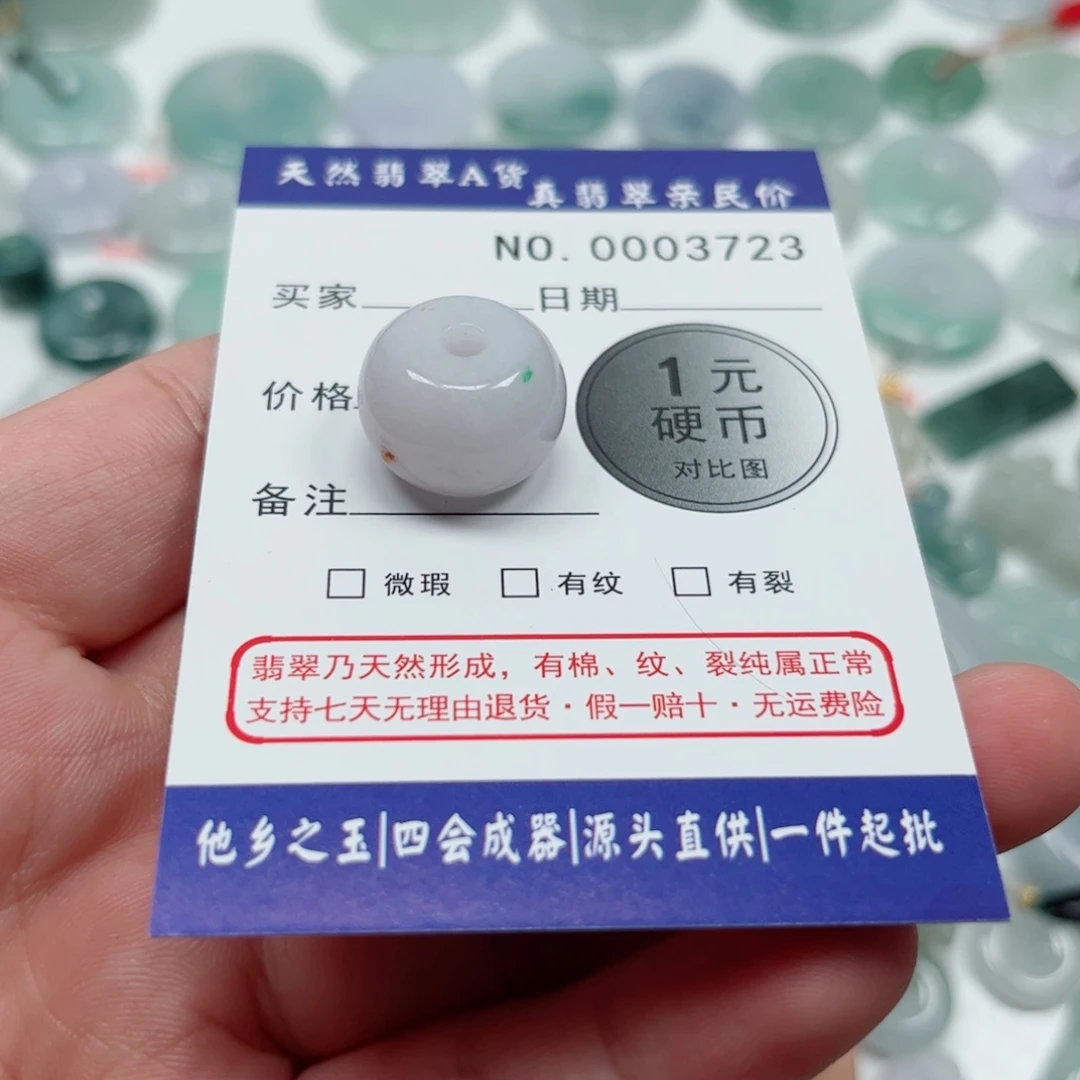 天然翡翠A货 真翡翠亲民价
NO. 0003723
买家 日期
价格
1元
硬币
对比图
备注
微瑕 有纹 有裂
翡翠乃天然形成，有棉、纹、裂纯属正常
支持七天无理由退货·假一赔十·无运费险
他乡之玉|四会成器|源头直供|一件起批